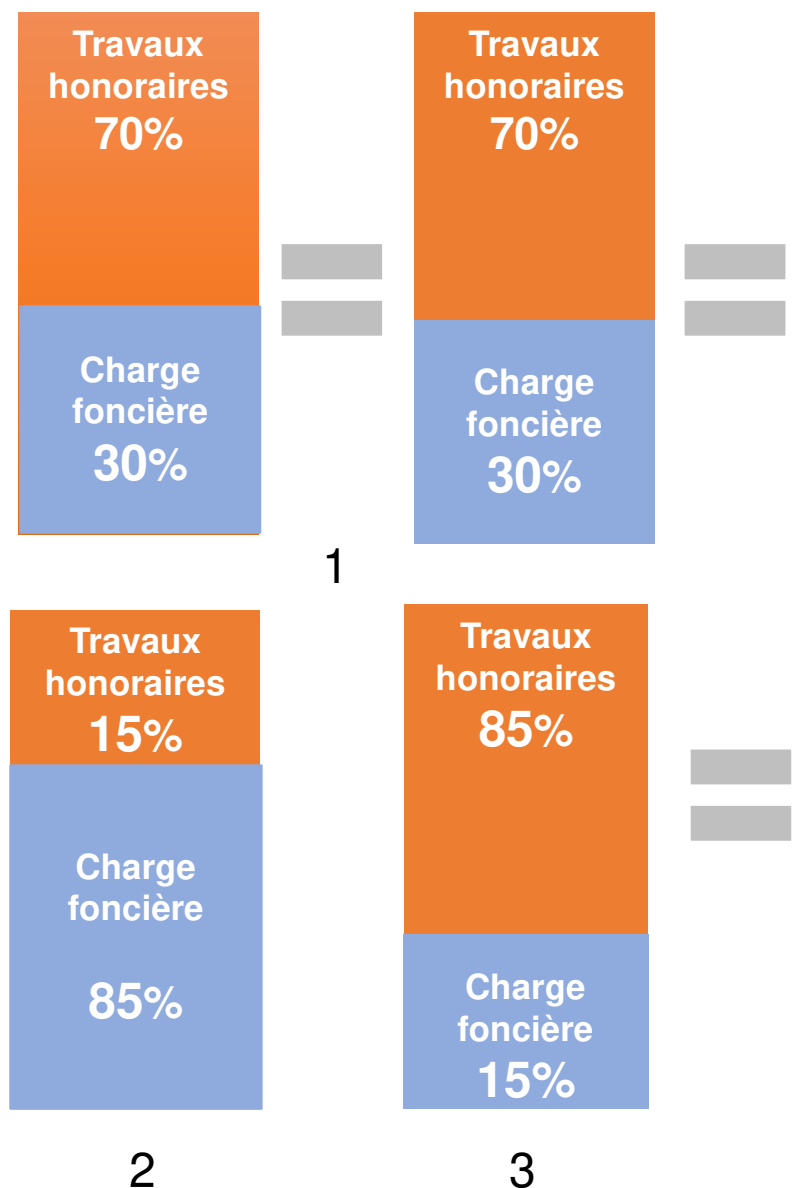 Travaux
honoraires
70%
Charge
foncière
30%
Travaux
honoraires
70%
Charge
foncière
30%
1
Travaux
honoraires
15%
Charge
foncière
85%
2
Travaux
honoraires
85%
Charge
foncière
15%
3